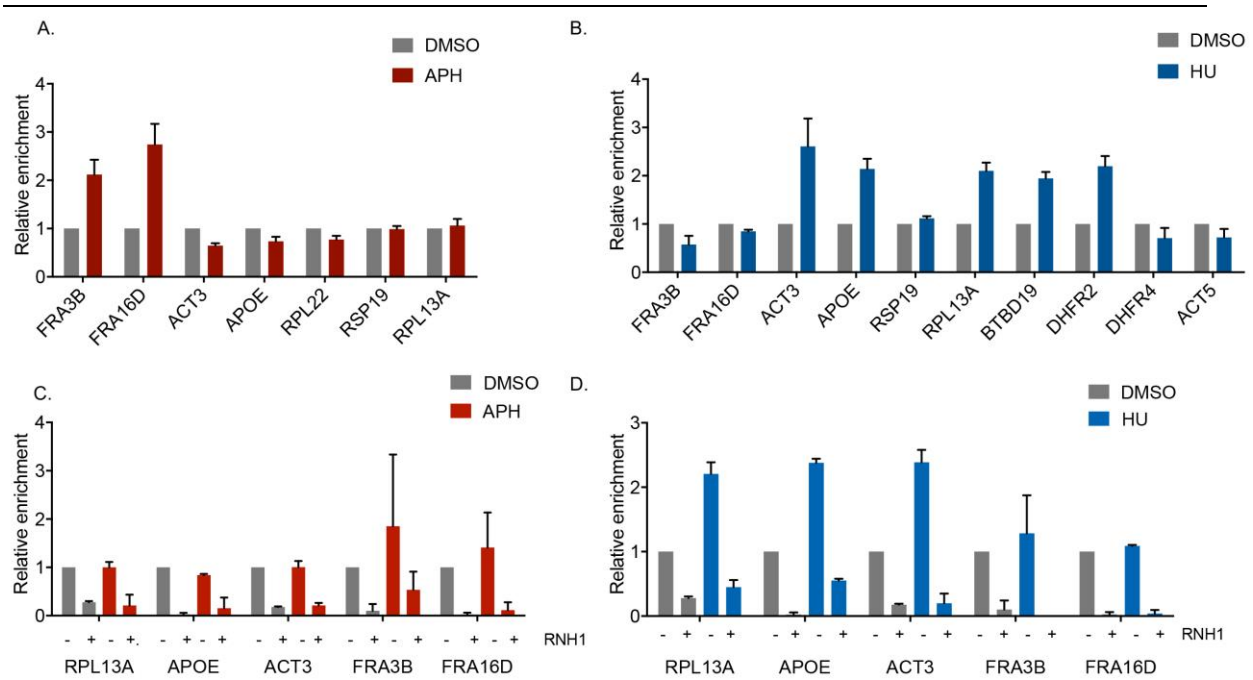 A.
DMSO
APH
Relative enrichment
4
3
2
1
0
FRA3B FRA16D ACT3 APOE RPL22 RSP19 RPL13A
B.
DMSO
HU
Relative enrichment
4
3
2
1
0
FRA3B FRA16D ACT3 APOE RSP19 RPL13A BTBD19 DHFR2 DHFR4 ACT5
C.
DMSO
APH
Relative enrichment
4
3
2
1
0
- + - +. - + - + - + - + - + - + - + - + RNH1
RPL13A APOE ACT3 FRA3B FRA16D
D.
DMSO
HU
Relative enrichment
3
2
1
0
- + - + - + - + - + - + - + - + - + - + RNH1
RPL13A APOE ACT3 FRA3B FRA16D